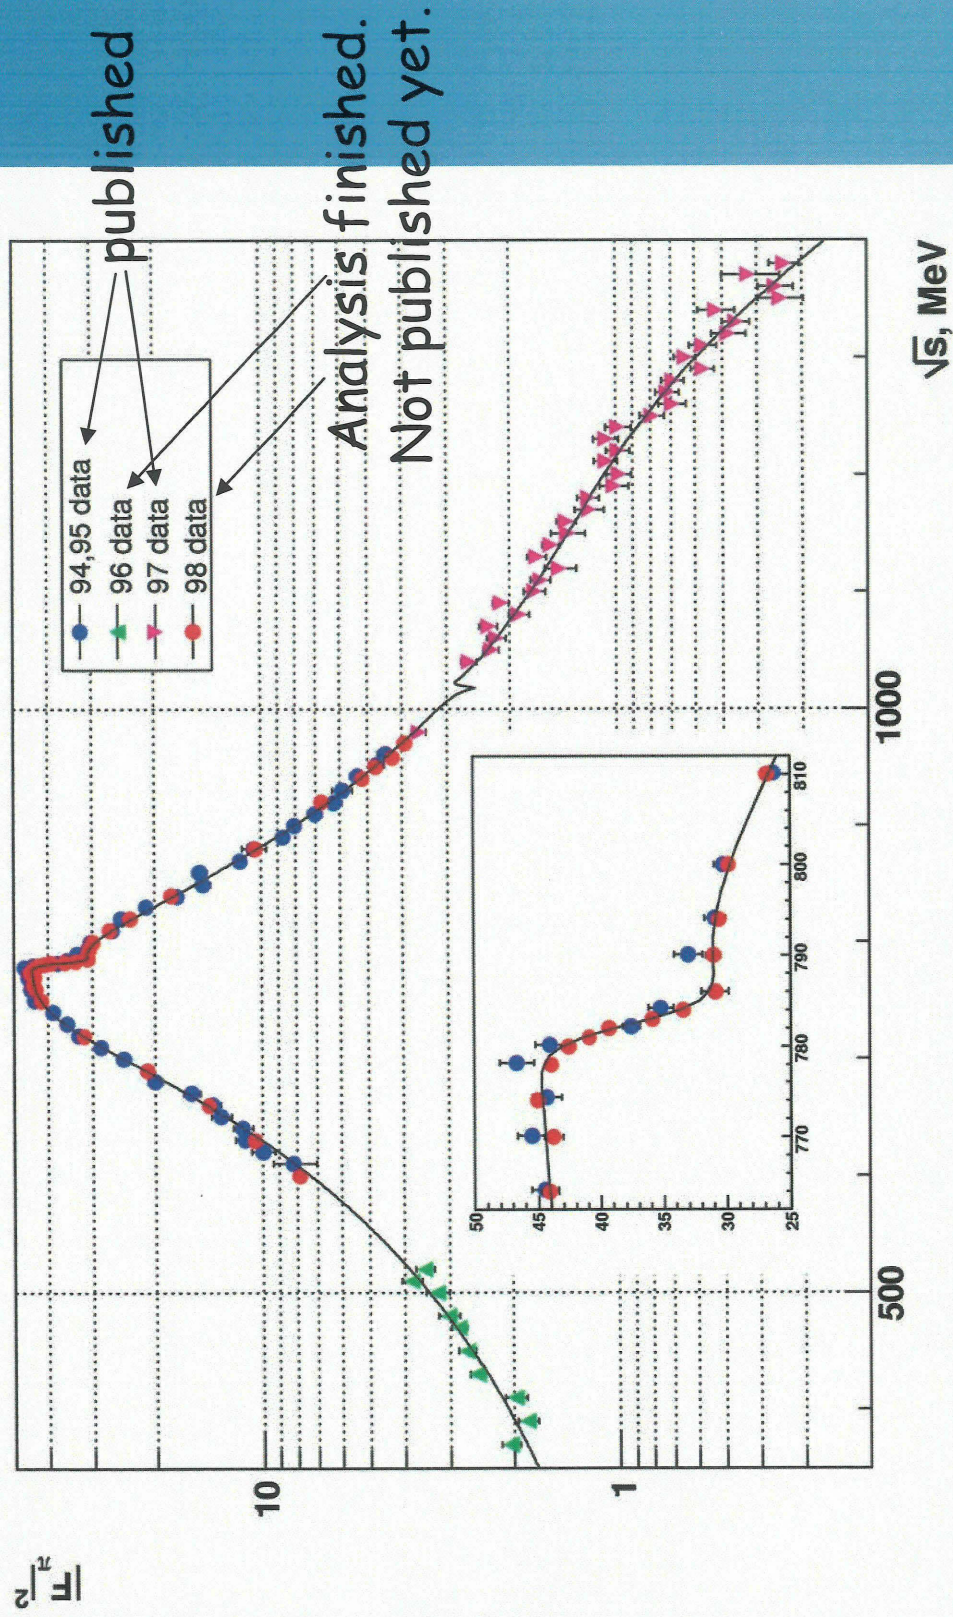 |Fπ|²
10
1
94,95 data
96 data
97 data
98 data
published
Analysis finished.
Not published yet.
50
45
40
35
30
25
770
780
790
800
810
500
1000
√s, MeV